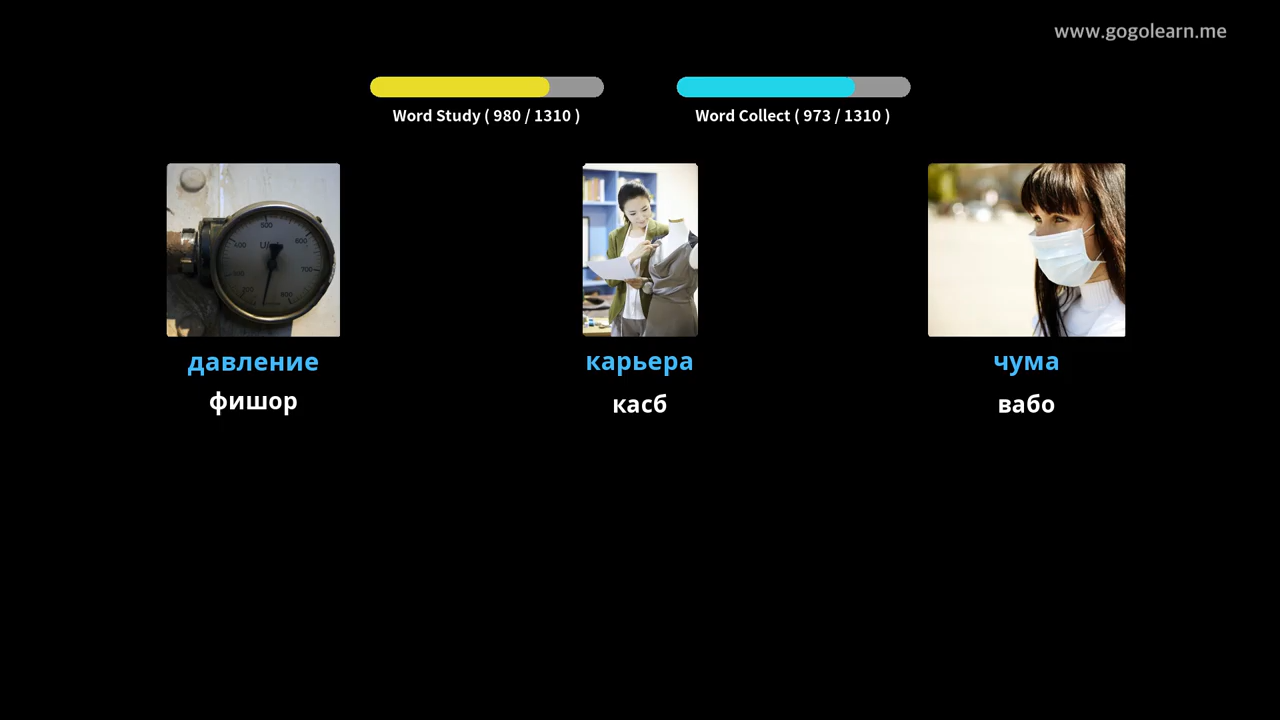 www.gogolearn.me
Word Study ( 980 / 1310 )
Word Collect ( 973 / 1310 )
давление
карьера
чума
фишор
касб
вабо